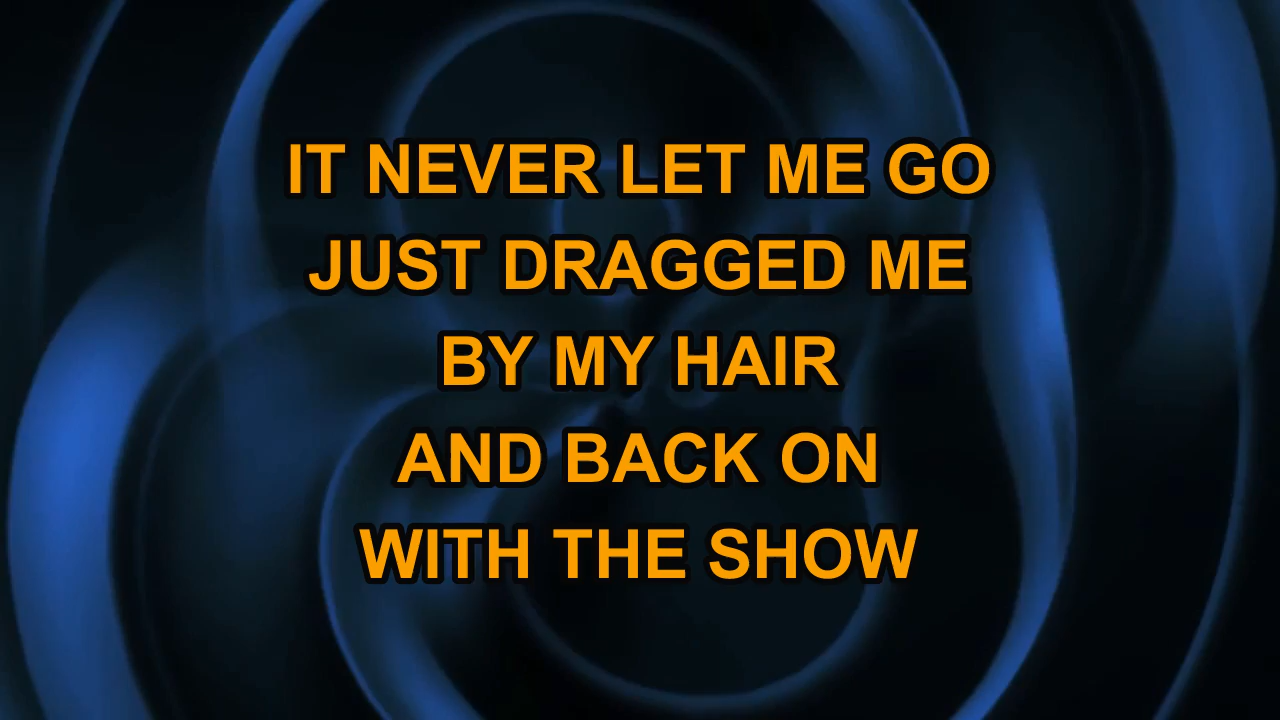 IT NEVER LET ME GO
JUST DRAGGED ME
BY MY HAIR
AND BACK ON
WITH THE SHOW